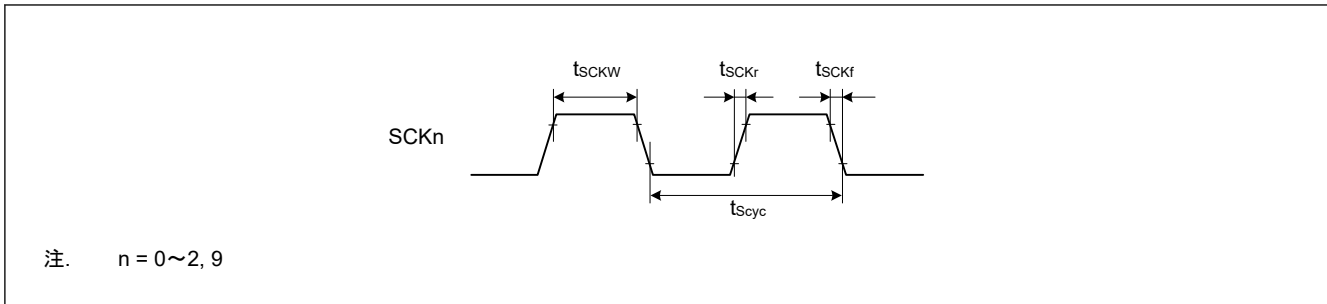 tSCKW tSCKr tSCKf
SCKn
tScyc
注. n = 0～2, 9